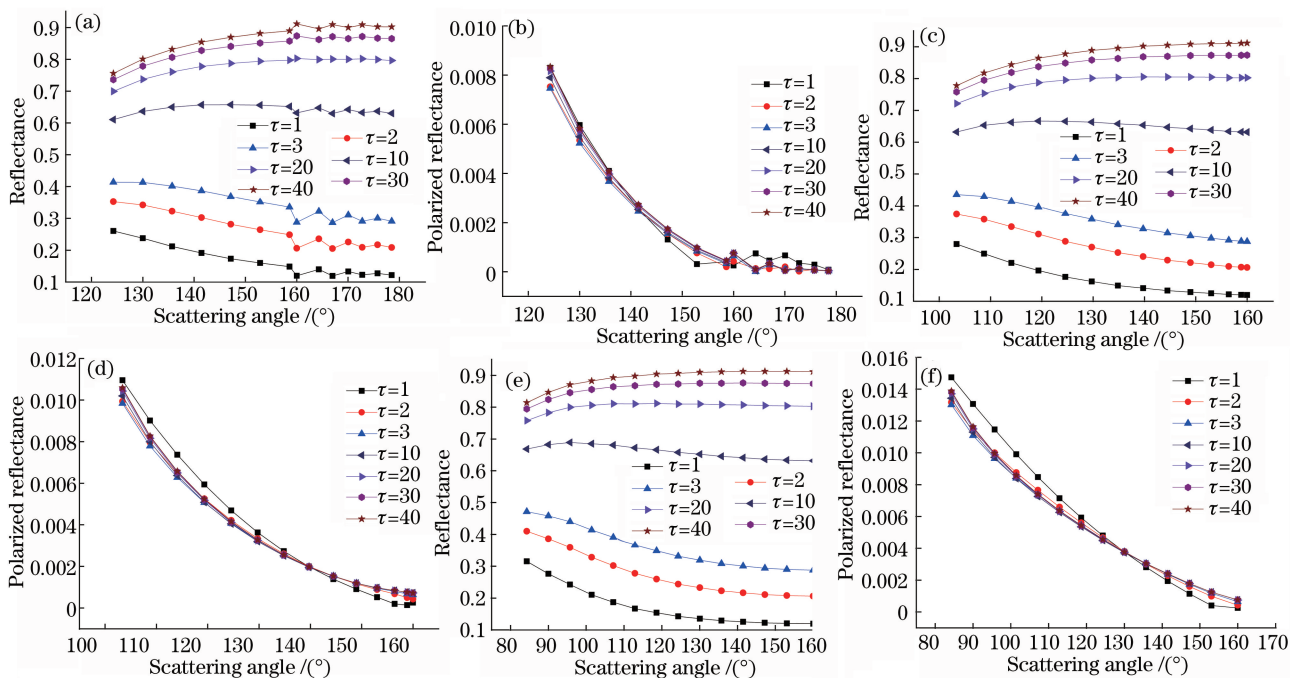 (a)
0.9
0.8
0.7
0.6
0.5
0.4
0.3
0.2
0.1
Reflectance
τ=1
τ=2
τ=3
τ=10
τ=20
τ=30
τ=40
120 130 140 150 160 170 180
Scattering angle /(°)
(b)
0.010
0.008
0.006
0.004
0.002
0
Polarized reflectance
τ=1
τ=2
τ=3
τ=10
τ=20
τ=30
τ=40
120 130 140 150 160 170 180
Scattering angle /(°)
(c)
0.9
0.8
0.7
0.6
0.5
0.4
0.3
0.2
0.1
Reflectance
τ=1
τ=2
τ=3
τ=10
τ=20
τ=30
τ=40
100 110 120 130 140 150 160
Scattering angle /(°)
(d)
0.012
0.010
0.008
0.006
0.004
0.002
0
Polarized reflectance
τ=1
τ=2
τ=3
τ=10
τ=20
τ=30
τ=40
100 110 120 130 140 150 160
Scattering angle /(°)
(e)
0.9
0.8
0.7
0.6
0.5
0.4
0.3
0.2
0.1
Reflectance
τ=1
τ=2
τ=3
τ=10
τ=20
τ=30
τ=40
80 90 100 110 120 130 140 150 160
Scattering angle /(°)
(f)
0.016
0.014
0.012
0.010
0.008
0.006
0.004
0.002
0
Polarized reflectance
τ=1
τ=2
τ=3
τ=10
τ=20
τ=30
τ=40
80 90 100 110 120 130 140 150 160 170
Scattering angle /(°)